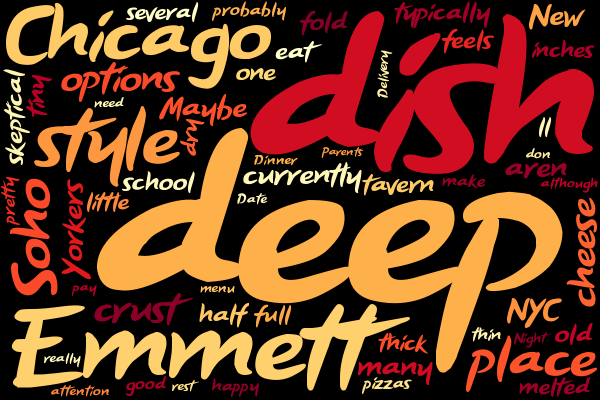 several
probably
Chicago
fold
typically
New
feels
eat
one
inches
skeptical
tiny
options
need
Delivery
dish
Maybe
dry
style
ll
don
Dinner
Parents
school
currently
tavern
make
aren
although
pretty
Soho
Yorkers
little
Date
deep
cheese
pay
menu
crust
half
full
NYC
Emmett
really
thick
thin
Night
old
many
place
attention
good
rest
happy
pizzas
melted